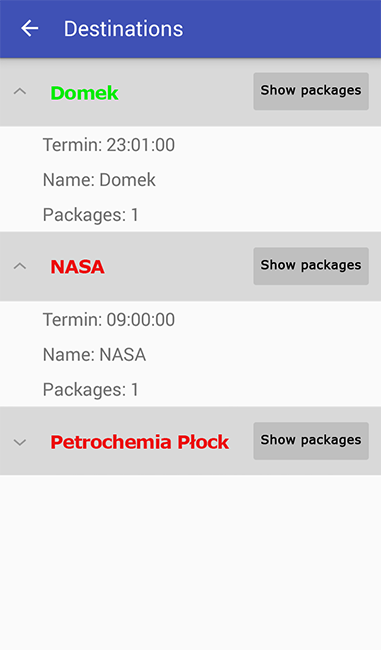 Destinations
Domek
Show packages
Termin: 23:01:00
Name: Domek
Packages: 1
NASA
Show packages
Termin: 09:00:00
Name: NASA
Packages: 1
Petrochemia Płock
Show packages